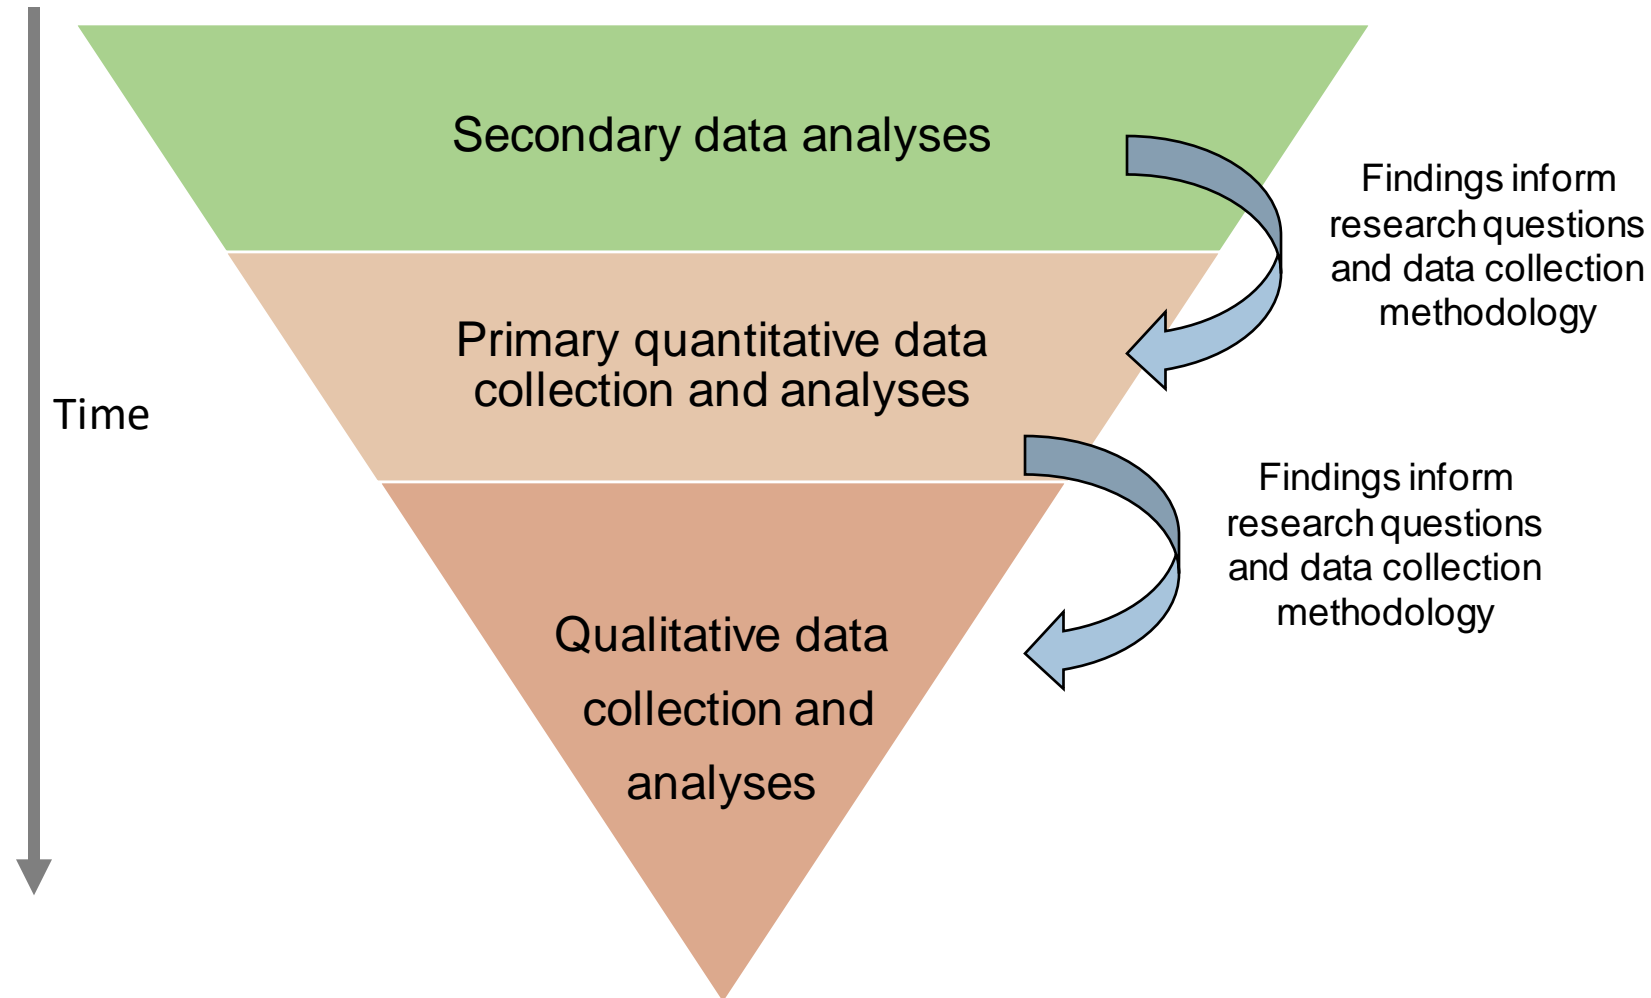 Secondary data analyses
Findings inform
research questions
and data collection
methodology
Primary quantitative data
collection and analyses
Time
Findings inform
research questions
and data collection
methodology
Qualitative data
collection and
analyses